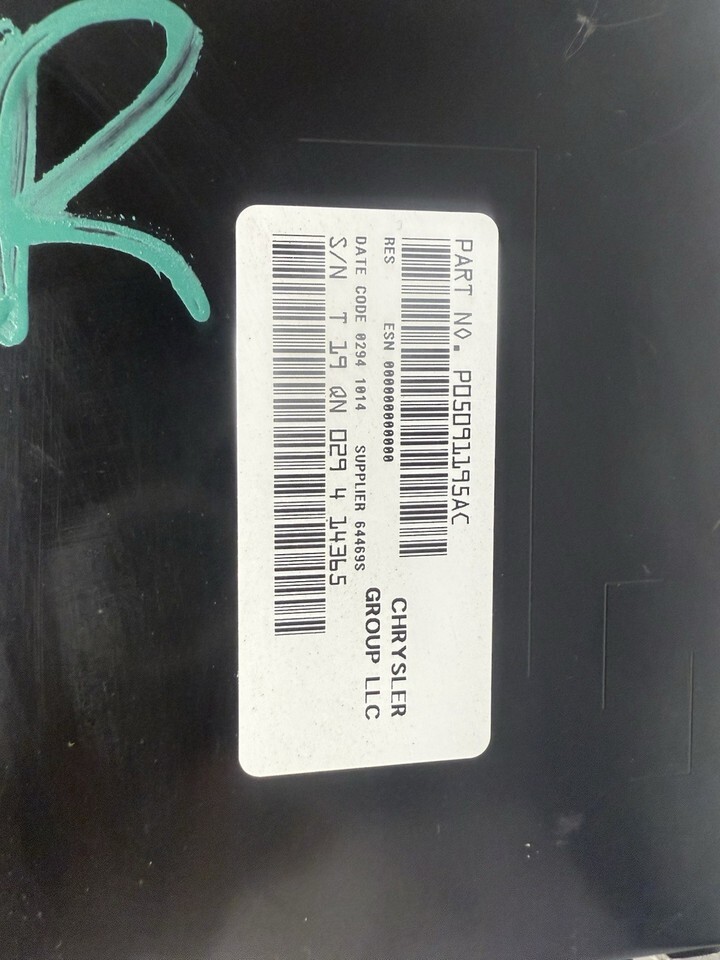 PART NO. P05091195AC
RES ESN 000000000000
CHRYSLER
GROUP LLC
DATE CODE 0294 1014 SUPPLIER 64469S
S/N T 19 QN 029 4 14365
R